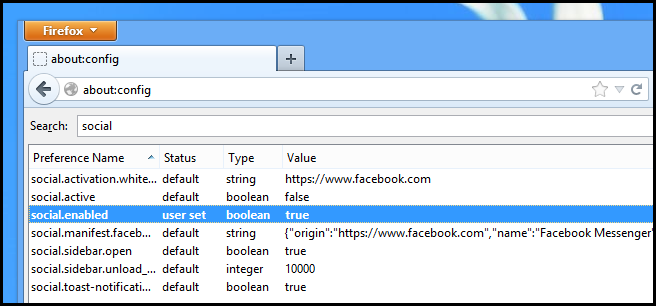 Firefox
about:config
about:config
Search: social
Preference Name Status Type Value
social.activation.white... default string https://www.facebook.com
social.active default boolean false
social.enabled user set boolean true
social.manifest.faceb... default string {"origin":"https://www.facebook.com","name":"Facebook Messenger"
social.sidebar.open default boolean true
social.sidebar.unload_... default integer 10000
social.toast-notificati... default boolean true